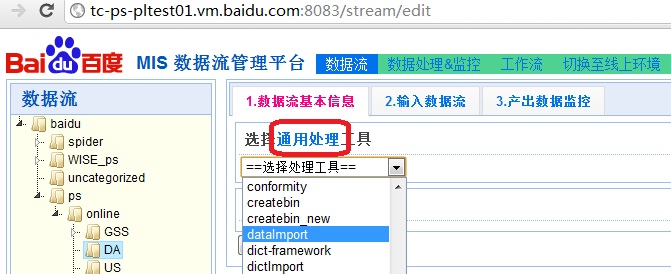 tc-ps-pltest01.vm.baidu.com:8083/stream/edit
Bai du 百度 MIS 数据流管理平台 数据流 数据处理&监控 工作流 切换至线上环境
数据流
baidu
spider
WISE_ps
uncategorized
ps
online
GSS
DA
US
1.数据流基本信息 2.输入数据流 3.产出数据监控
选择通用处理工具
==选择处理工具==
conformity
createbin
createbin_new
dataImport
dict-framework
dictImport